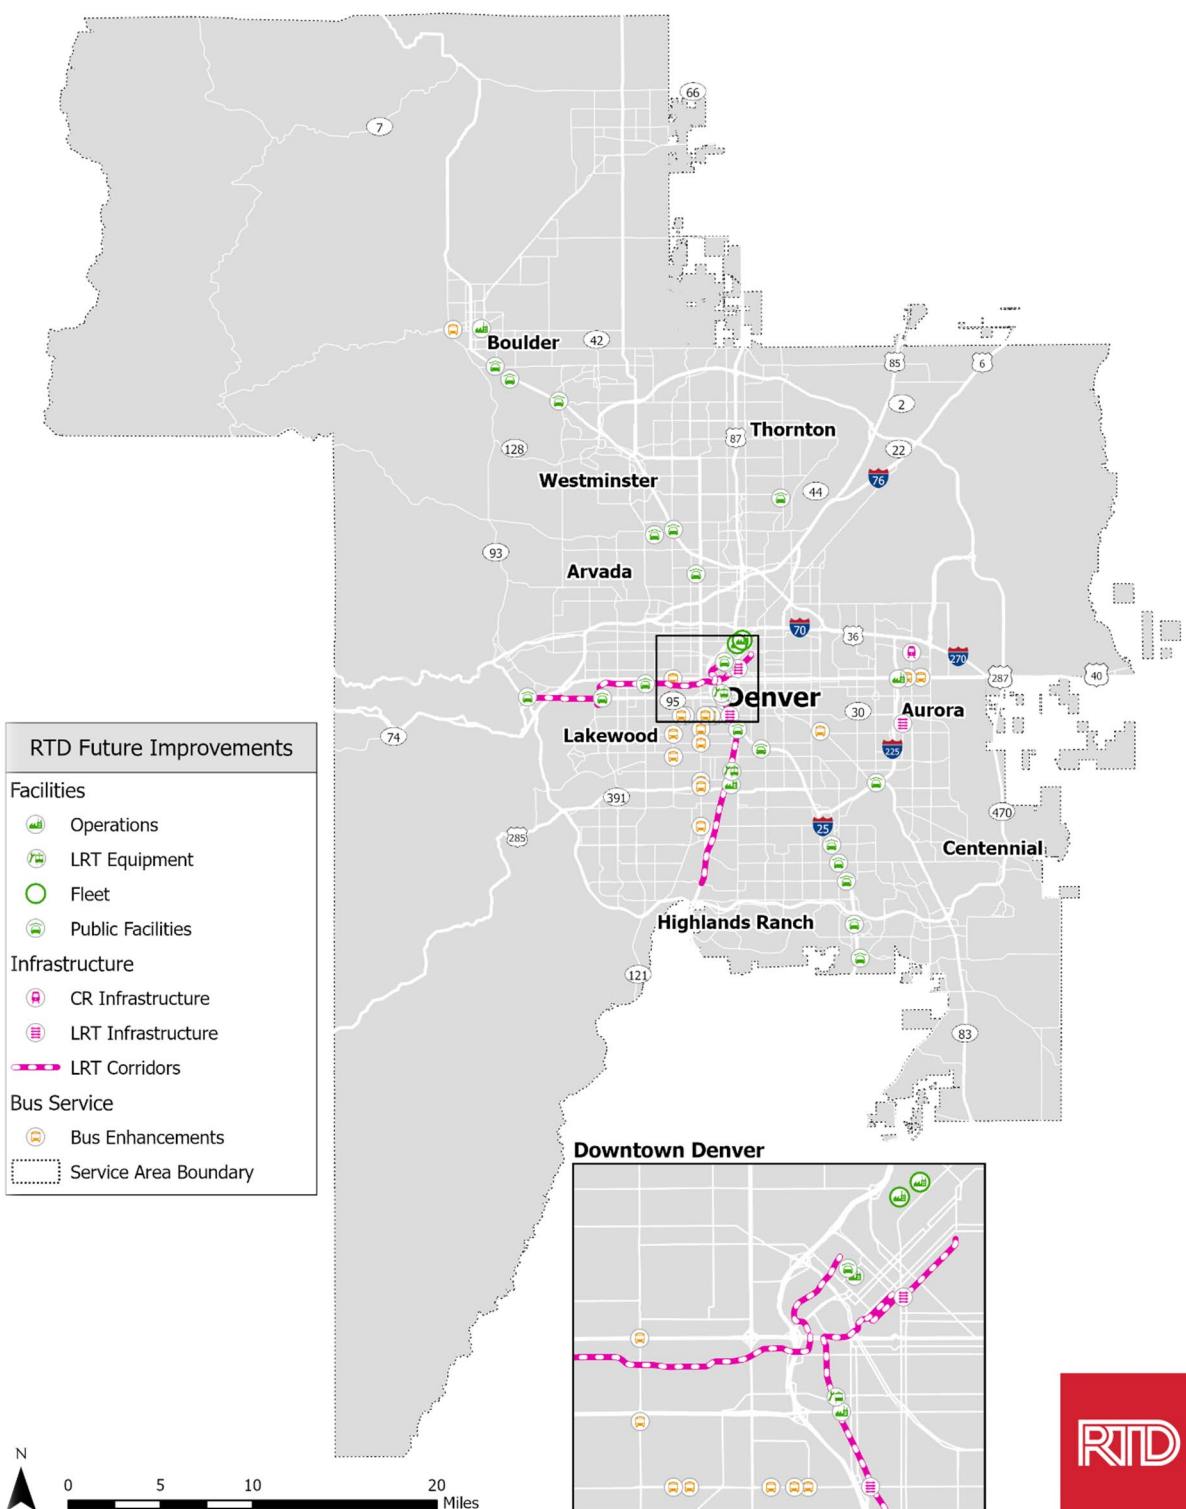 66
7
Boulder
42
85
6
2
87
Thornton
128
22
Westminster
76
44
93
Arvada
70
36
270
287
40
95
Denver
30
Aurora
74
Lakewood
225
RTD Future Improvements
Facilities
Operations
LRT Equipment
Fleet
Public Facilities
Infrastructure
CR Infrastructure
LRT Infrastructure
LRT Corridors
Bus Service
Bus Enhancements
Service Area Boundary
391
285
25
470
Centennial
Highlands Ranch
121
83
Downtown Denver
N
0 5 10 20
Miles
RTD